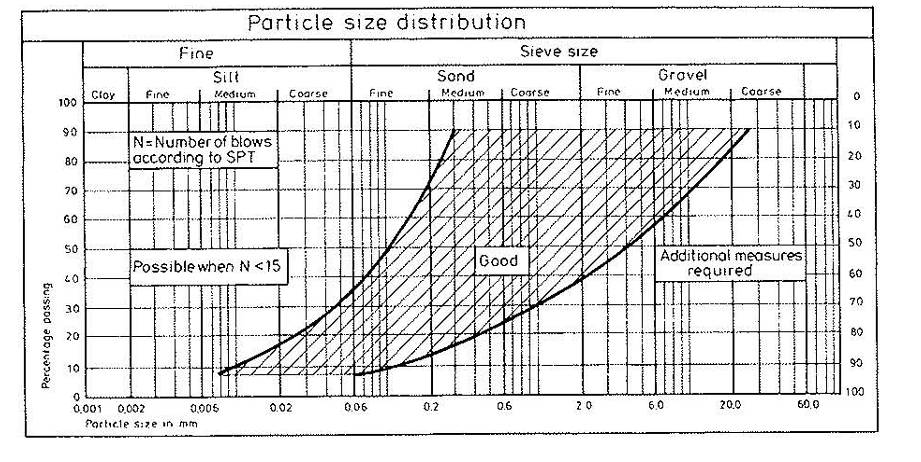 Particle size distribution
Fine Sieve size
Silt Sand Gravel
Clay Fine Medium Coarse Fine Medium Coarse Fine Medium Coarse
100 0
90 10
80 20
70 30
60 40
50 50
40 60
30 70
20 80
10 90
0 100
N=Number of blows
according to SPT
Possible when N <15
Good
Additional measures
required
Percentage passing
0,001 0,002 0,005 0.02 0.06 0.2 0.6 2.0 6.0 20.0 60.0
Particle size in mm